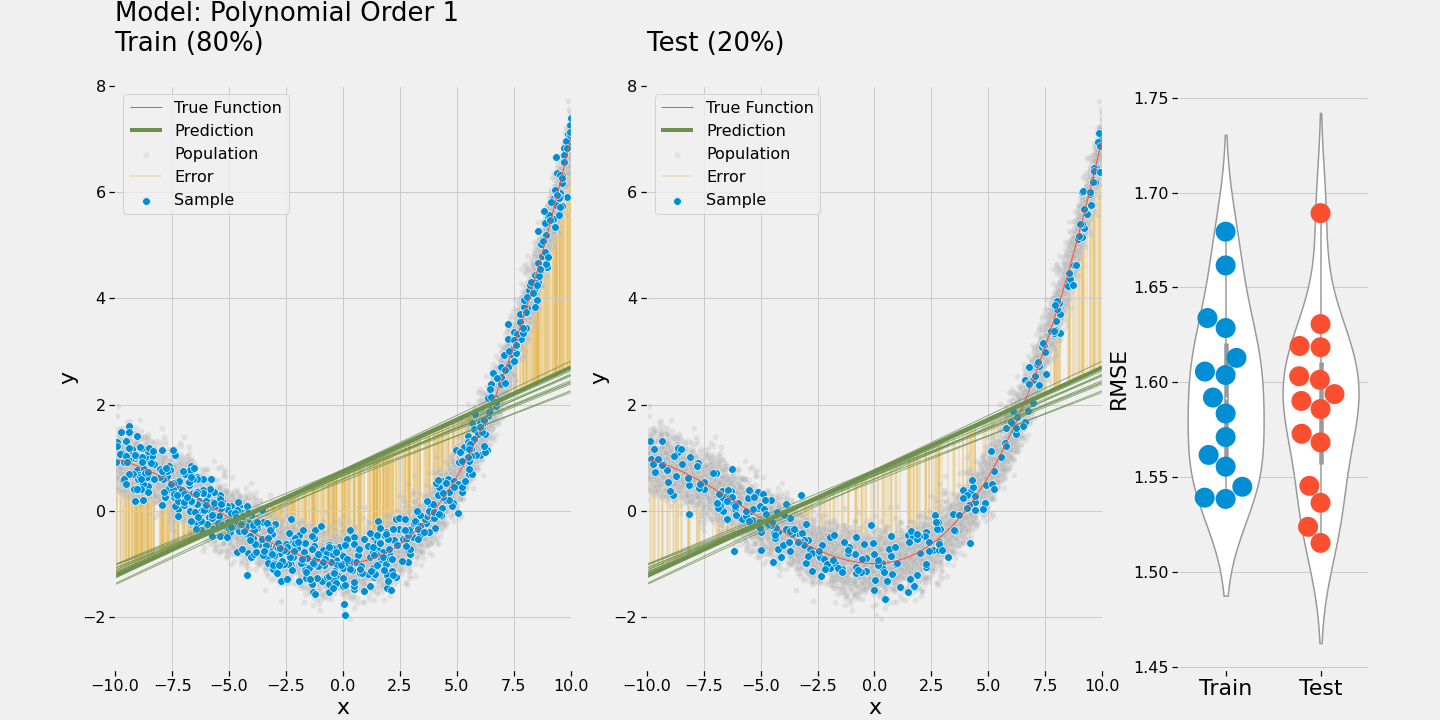 Model: Polynomial Order 1
Train (80%)
8
6
4
2
0
−2
True Function
Prediction
Population
Error
Sample
y
−10.0 −7.5 −5.0 −2.5 0.0 2.5 5.0 7.5 10.0
x
Test (20%)
8
6
4
2
0
−2
True Function
Prediction
Population
Error
Sample
y
−10.0 −7.5 −5.0 −2.5 0.0 2.5 5.0 7.5 10.0
x
1.75
1.70
1.65
1.60
1.55
1.50
1.45
RMSE
Train Test